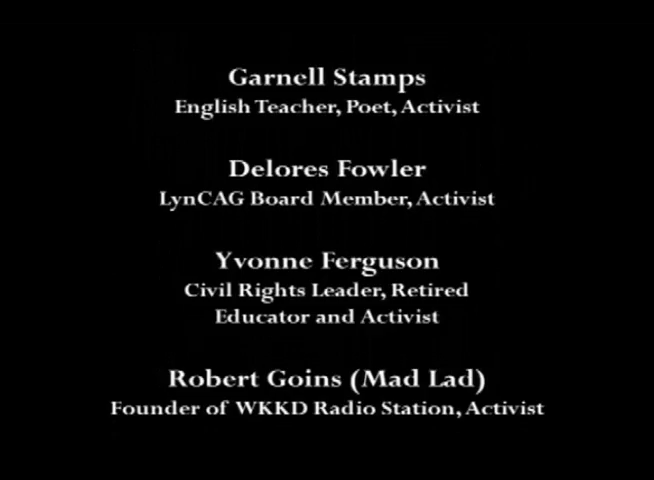 Garnell Stamps
English Teacher, Poet, Activist
Delores Fowler
LynCAG Board Member, Activist
Yvonne Ferguson
Civil Rights Leader, Retired
Educator and Activist
Robert Goins (Mad Lad)
Founder of WKKD Radio Station, Activist